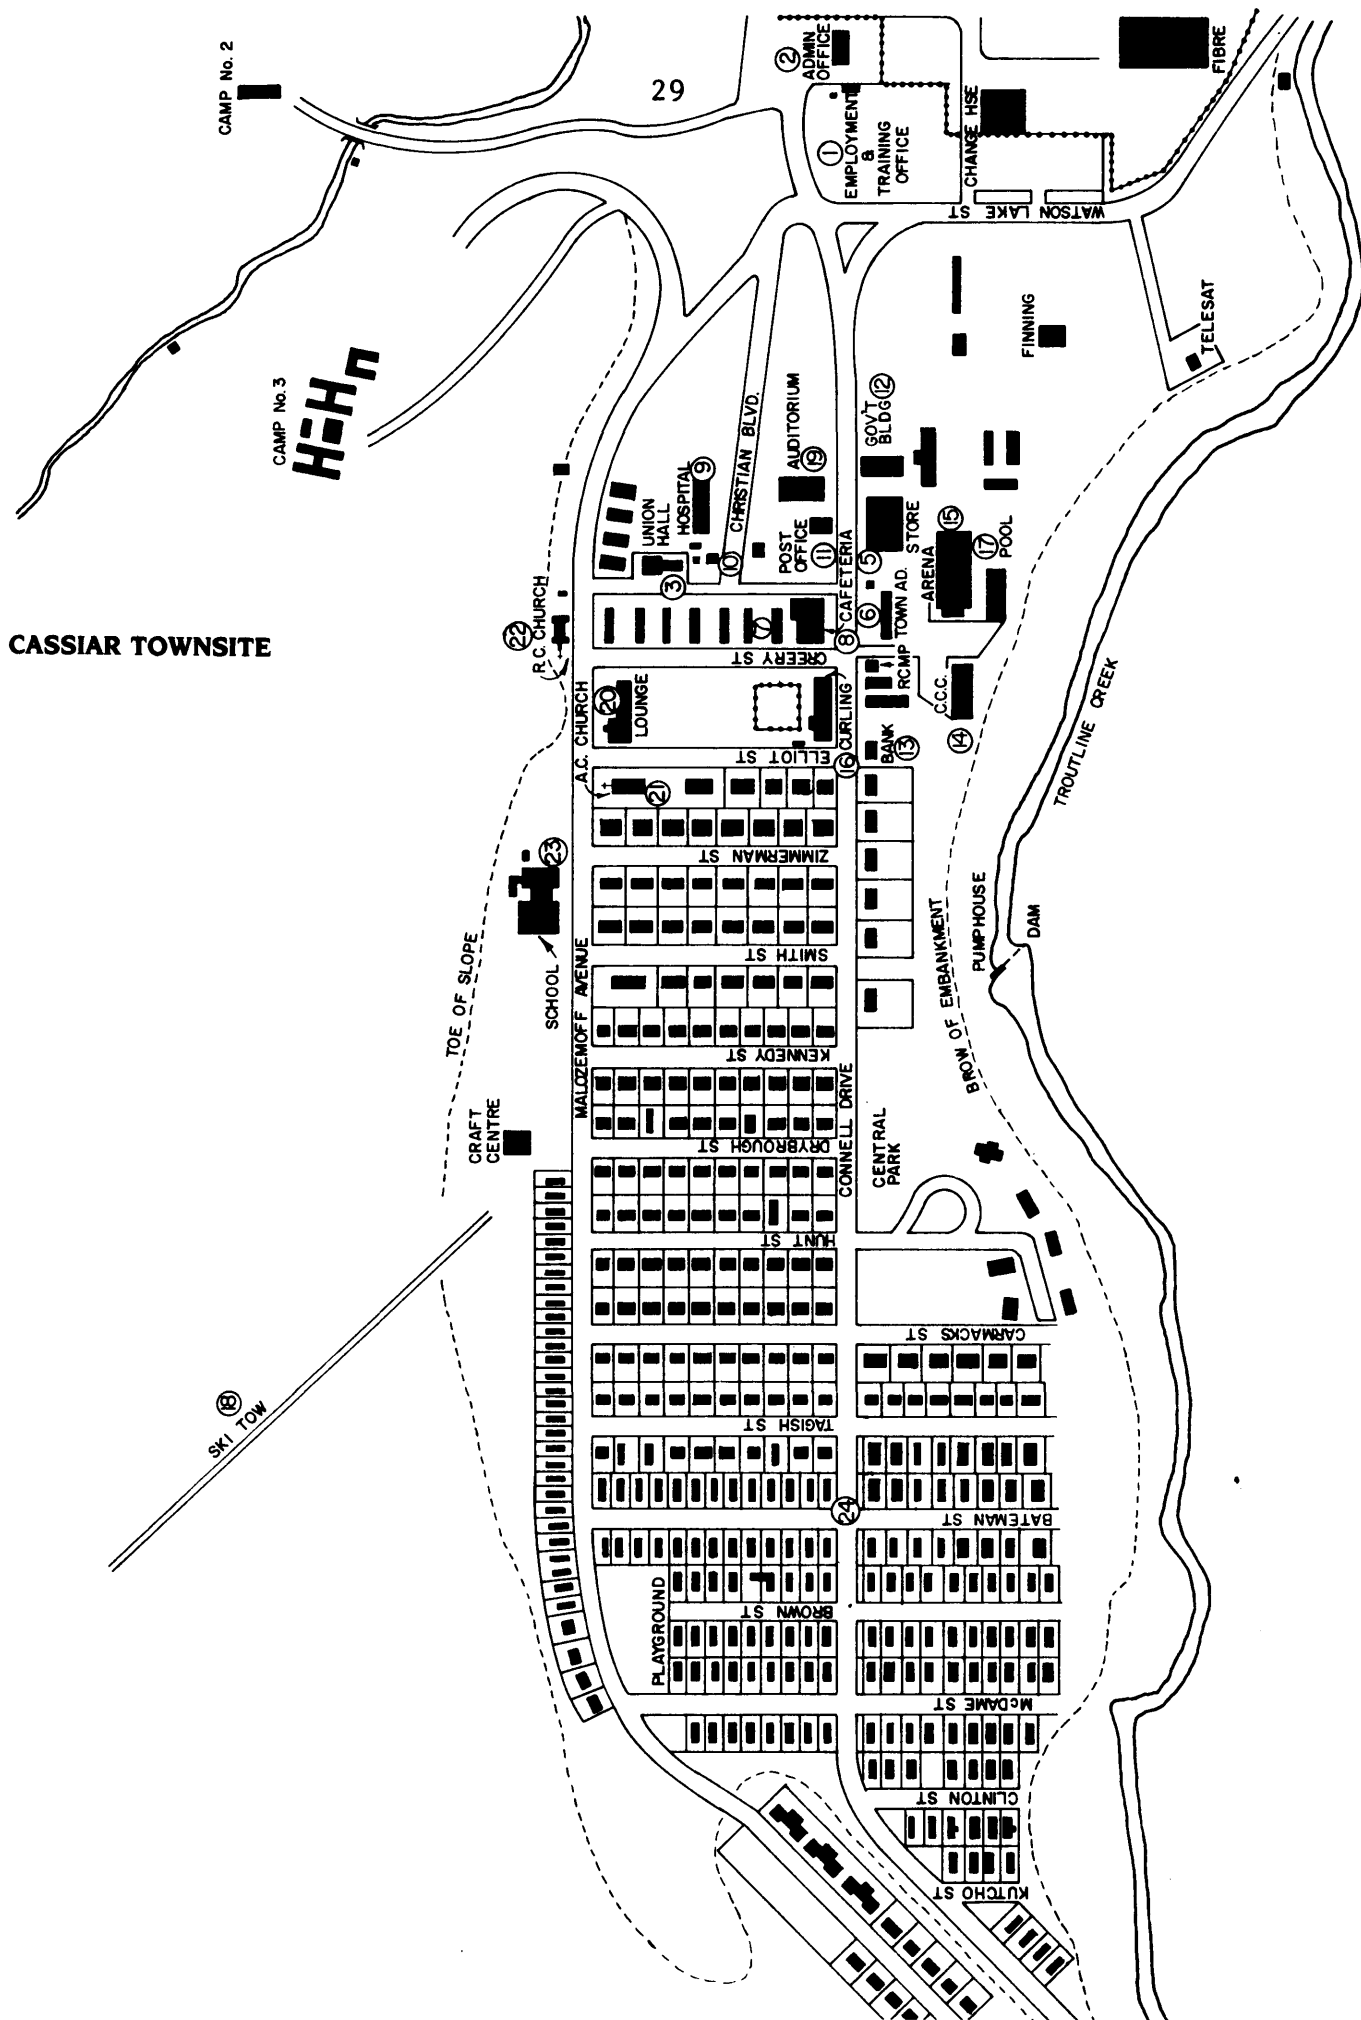 CAMP No. 2
29
2
ADMIN
OFFICE
FIBRE
1
EMPLOYMENT
&
TRAINING
OFFICE
CHANGE HSE
WATSON LAKE ST
CAMP No. 3
TELESAT
FINNING
GOV'T
BLDG
12
AUDITORIUM
19
CHRISTIAN BLVD.
HOSPITAL
9
UNION
HALL
3
10
POST
OFFICE
11
CAFETERIA
8
5
STORE
15
ARENA
17
POOL
6
TOWN AD.
7
CREERY ST
22
R.C. CHURCH
CASSIAR TOWNSITE
RCMP
C.C.C.
14
A.C. CHURCH
20
LOUNGE
CURLING
16
BANK
13
ELLIOT ST
21
TROUTLINE CREEK
ZIMMERMAN ST
23
SCHOOL
SMITH ST
MALOZEMOFF AVENUE
TOE OF SLOPE
PUMPHOUSE
DAM
BROW OF EMBANKMENT
KENNEDY ST
CRAFT
CENTRE
DRYBROUGH ST
CONNELL DRIVE
CENTRAL
PARK
HUNT ST
CARMACKS ST
18
SKI TOW
TAGISH ST
24
BATEMAN ST
PLAYGROUND
BROWN ST
McDAME ST
CLINTON ST
KUTCHO ST